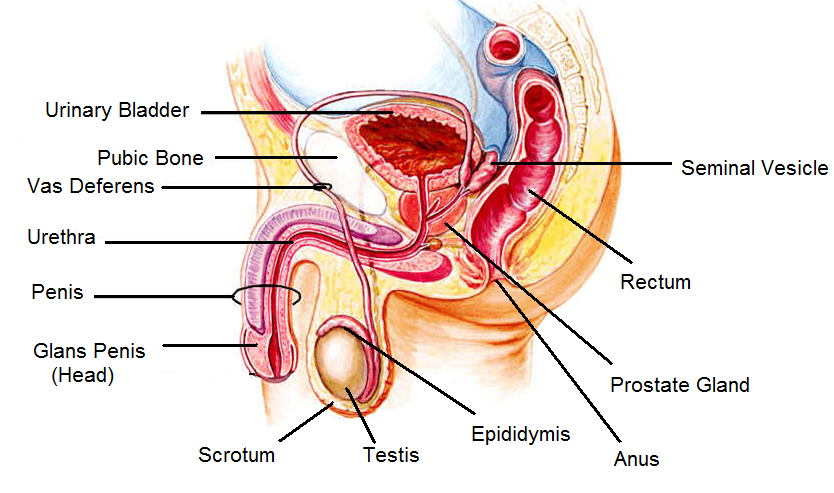 Urinary Bladder
Pubic Bone
Vas Deferens
Urethra
Penis
Glans Penis
(Head)
Scrotum
Testis
Epididymis
Anus
Prostate Gland
Rectum
Seminal Vesicle